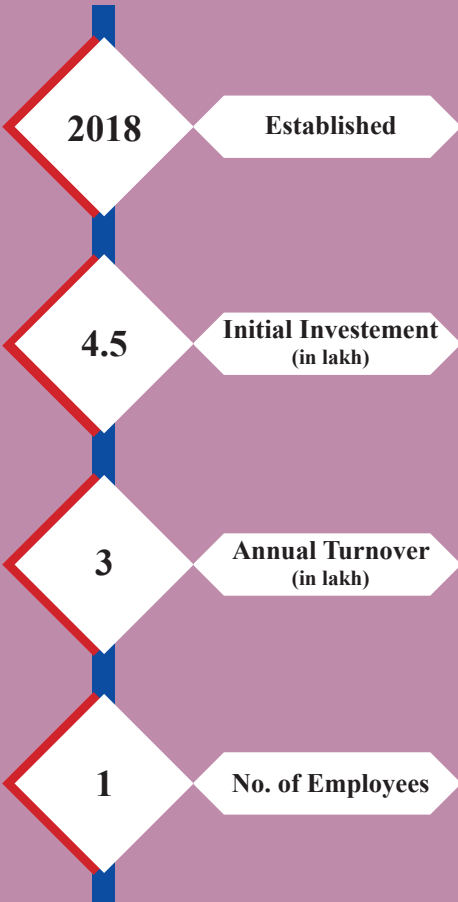 2018
Established
4.5
Initial Investement
(in lakh)
3
Annual Turnover
(in lakh)
1
No. of Employees